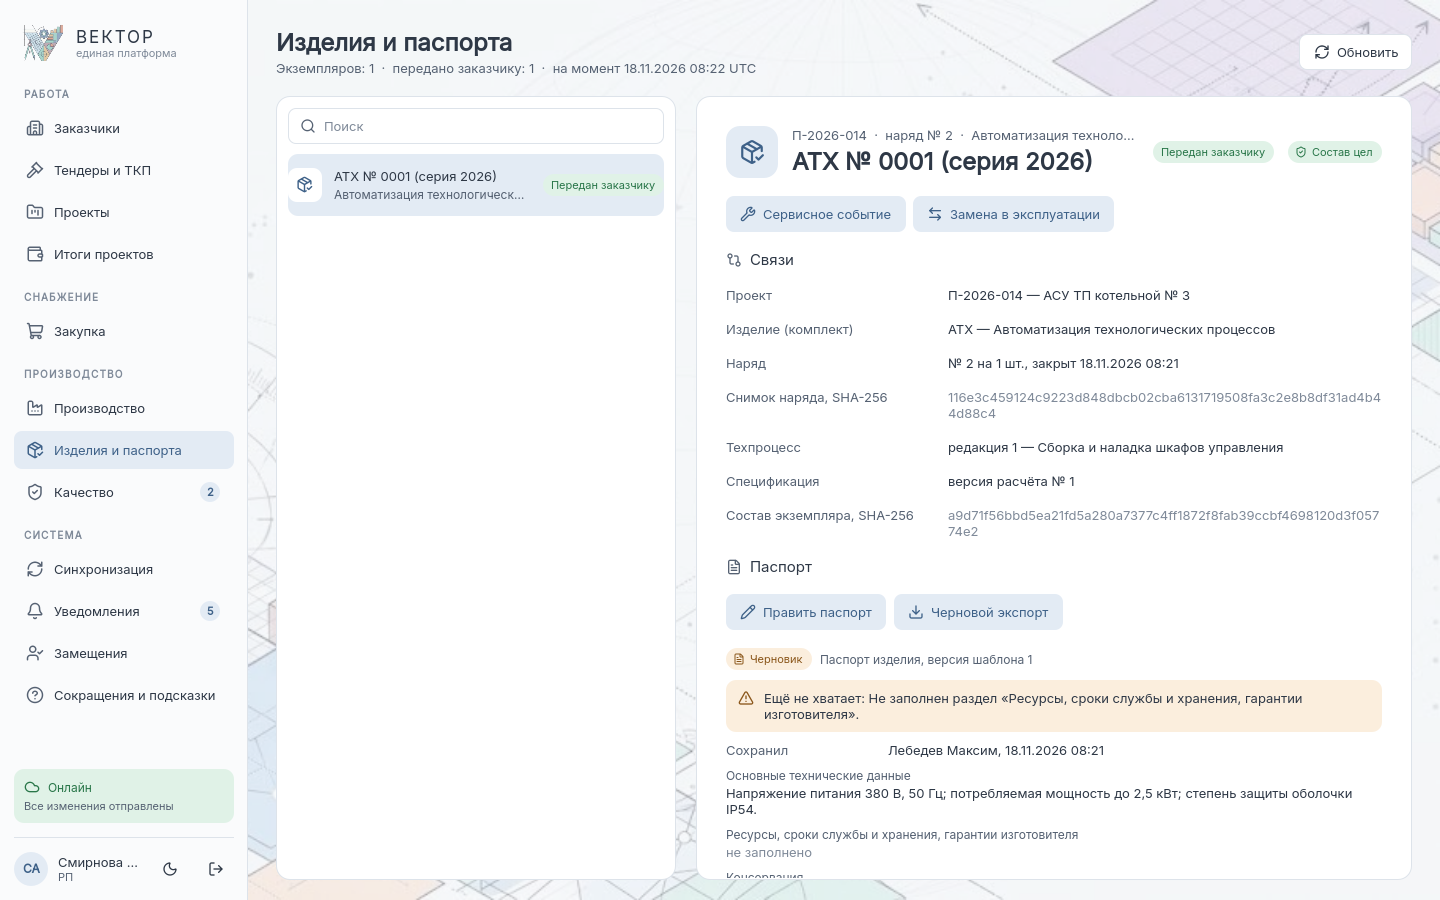 ВЕКТОР
единая платформа
РАБОТА
Заказчики
Тендеры и ТКП
Проекты
Итоги проектов
СНАБЖЕНИЕ
Закупка
ПРОИЗВОДСТВО
Производство
Изделия и паспорта
Качество
2
СИСТЕМА
Синхронизация
Уведомления
5
Замещения
Сокращения и подсказки
Онлайн
Все изменения отправлены
СА
Смирнова ...
РП
Изделия и паспорта
Экземпляров: 1 · передано заказчику: 1 · на момент 18.11.2026 08:22 UTC
Обновить
Поиск
АТХ № 0001 (серия 2026)
Автоматизация технологическ...
Передан заказчику
П-2026-014 · наряд № 2 · Автоматизация техноло...
АТХ № 0001 (серия 2026)
Передан заказчику
Состав цел
Сервисное событие
Замена в эксплуатации
Связи
Проект
П-2026-014 — АСУ ТП котельной № 3
Изделие (комплект)
АТХ — Автоматизация технологических процессов
Наряд
№ 2 на 1 шт., закрыт 18.11.2026 08:21
Снимок наряда, SHA-256
116e3c459124c9223d848dbcb02cba6131719508fa3c2e8b8df31ad4b4
4d88c4
Техпроцесс
редакция 1 — Сборка и наладка шкафов управления
Спецификация
версия расчёта № 1
Состав экземпляра, SHA-256
a9d71f56bbd5ea21fd5a280a7377c4ff1872f8fab39ccbf4698120d3f057
74e2
Паспорт
Править паспорт
Черновой экспорт
Черновик
Паспорт изделия, версия шаблона 1
Ещё не хватает: Не заполнен раздел «Ресурсы, сроки службы и хранения, гарантии
изготовителя».
Сохранил
Лебедев Максим, 18.11.2026 08:21
Основные технические данные
Напряжение питания 380 В, 50 Гц; потребляемая мощность до 2,5 кВт; степень защиты оболочки
IP54.
Ресурсы, сроки службы и хранения, гарантии изготовителя
не заполнено
Консервация